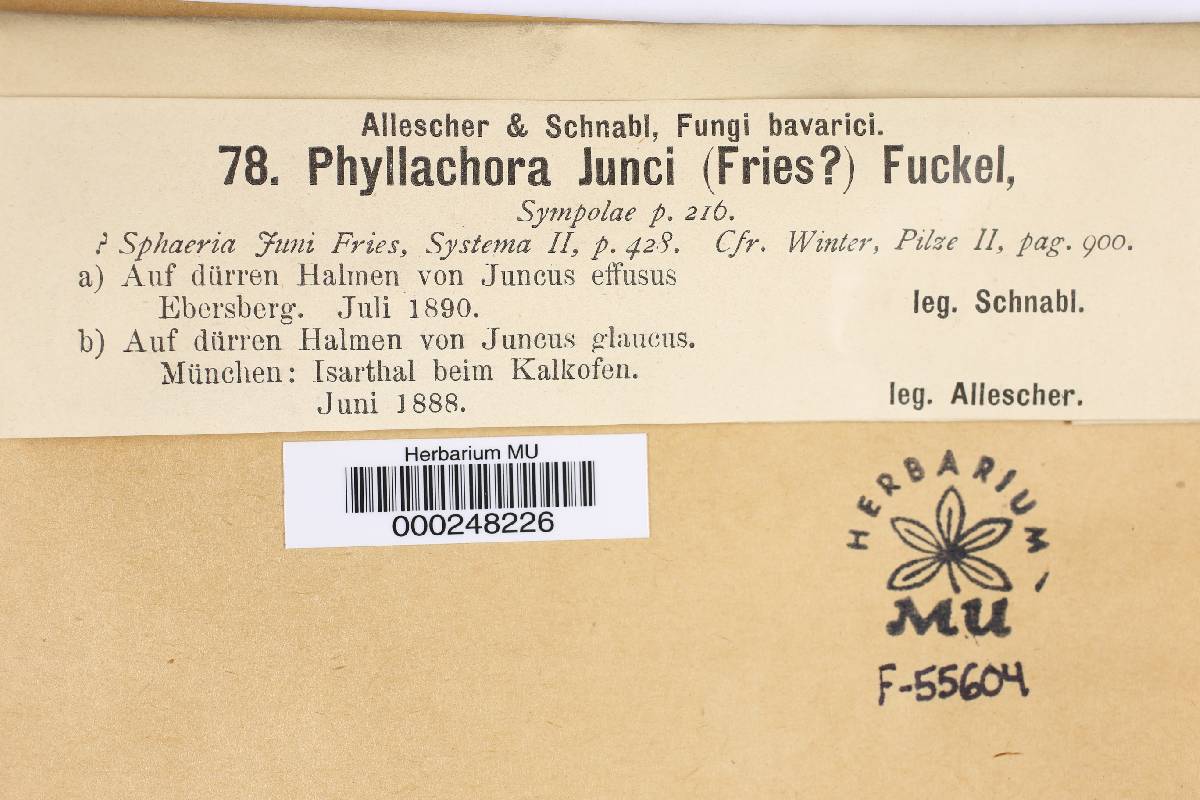 Allescher & Schnabl, Fungi bavarici.
78. Phyllachora Junci (Fries?) Fuckel,
Sympolae p. 216.
? Sphaeria Juni Fries, Systema II, p. 428. Cfr. Winter, Pilze II, pag. 900.
a) Auf dürren Halmen von Juncus effusus
Ebersberg. Juli 1890.
leg. Schnabl.
b) Auf dürren Halmen von Juncus glaucus.
München: Isarthal beim Kalkofen.
Juni 1888.
leg. Allescher.
Herbarium MU
000248226
HERBARIUM,
MU
F-55604